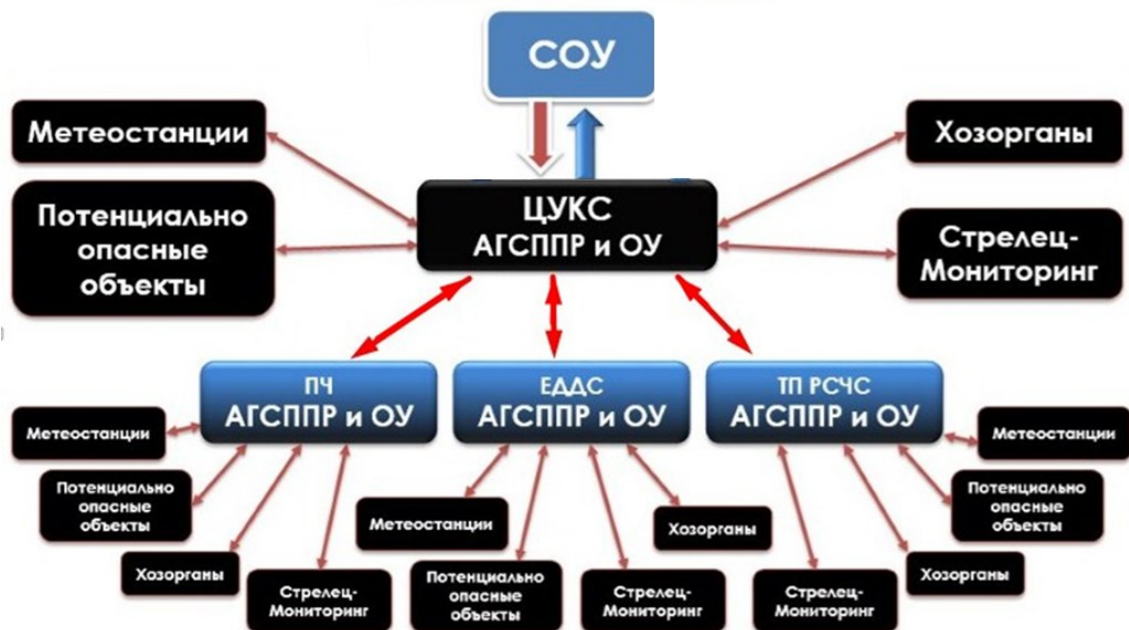 СОУ
Метеостанции
Хозорганы
Потенциально
опасные
объекты
ЦУКС
АГСППР и ОУ
Стрелец-
Мониторинг
ПЧ
АГСППР и ОУ
ЕДДС
АГСППР и ОУ
ТП РСЧС
АГСППР и ОУ
Метеостанции
Потенциально
опасные
объекты
Хозорганы
Стрелец-
Мониторинг
Метеостанции
Потенциально
опасные
объекты
Стрелец-
Мониторинг
Хозорганы
Стрелец-
Мониторинг
Хозорганы
Потенциально
опасные
объекты
Метеостанции